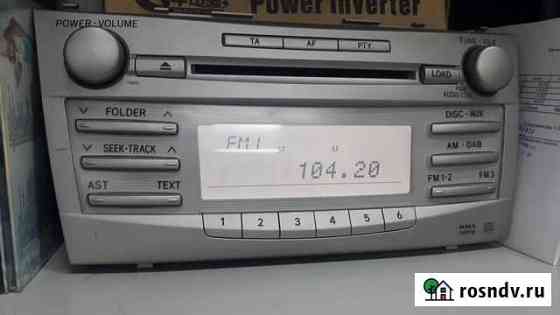 Power Inverter
POWER·VOLUME
TA AF PTY
TUNE·
LOAD
FOLDER
DISC·AUX
SEEK·TRACK
AM·DAB
AST TEXT
FM1·2 FM3
FM1
104.20
1 2 3 4 5 6
rosndv.ru